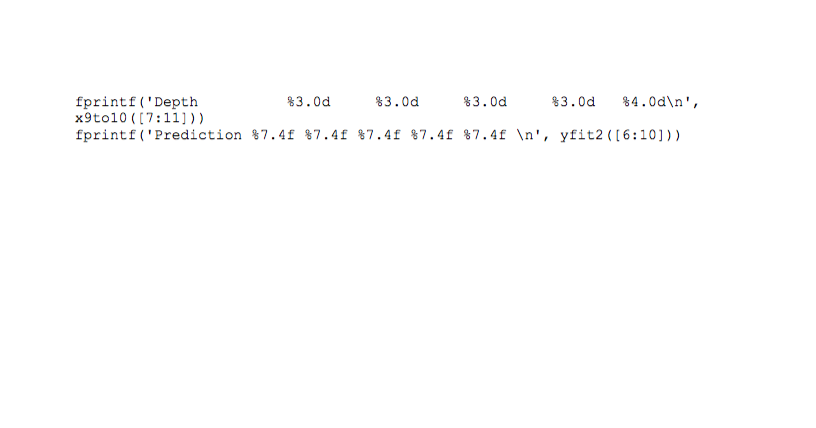 fprintf('Depth          %3.0d     %3.0d     %3.0d     %3.0d   %4.0d\n',
x9to10([7:11]))
fprintf('Prediction %7.4f %7.4f %7.4f %7.4f %7.4f \n', yfit2([6:10]))